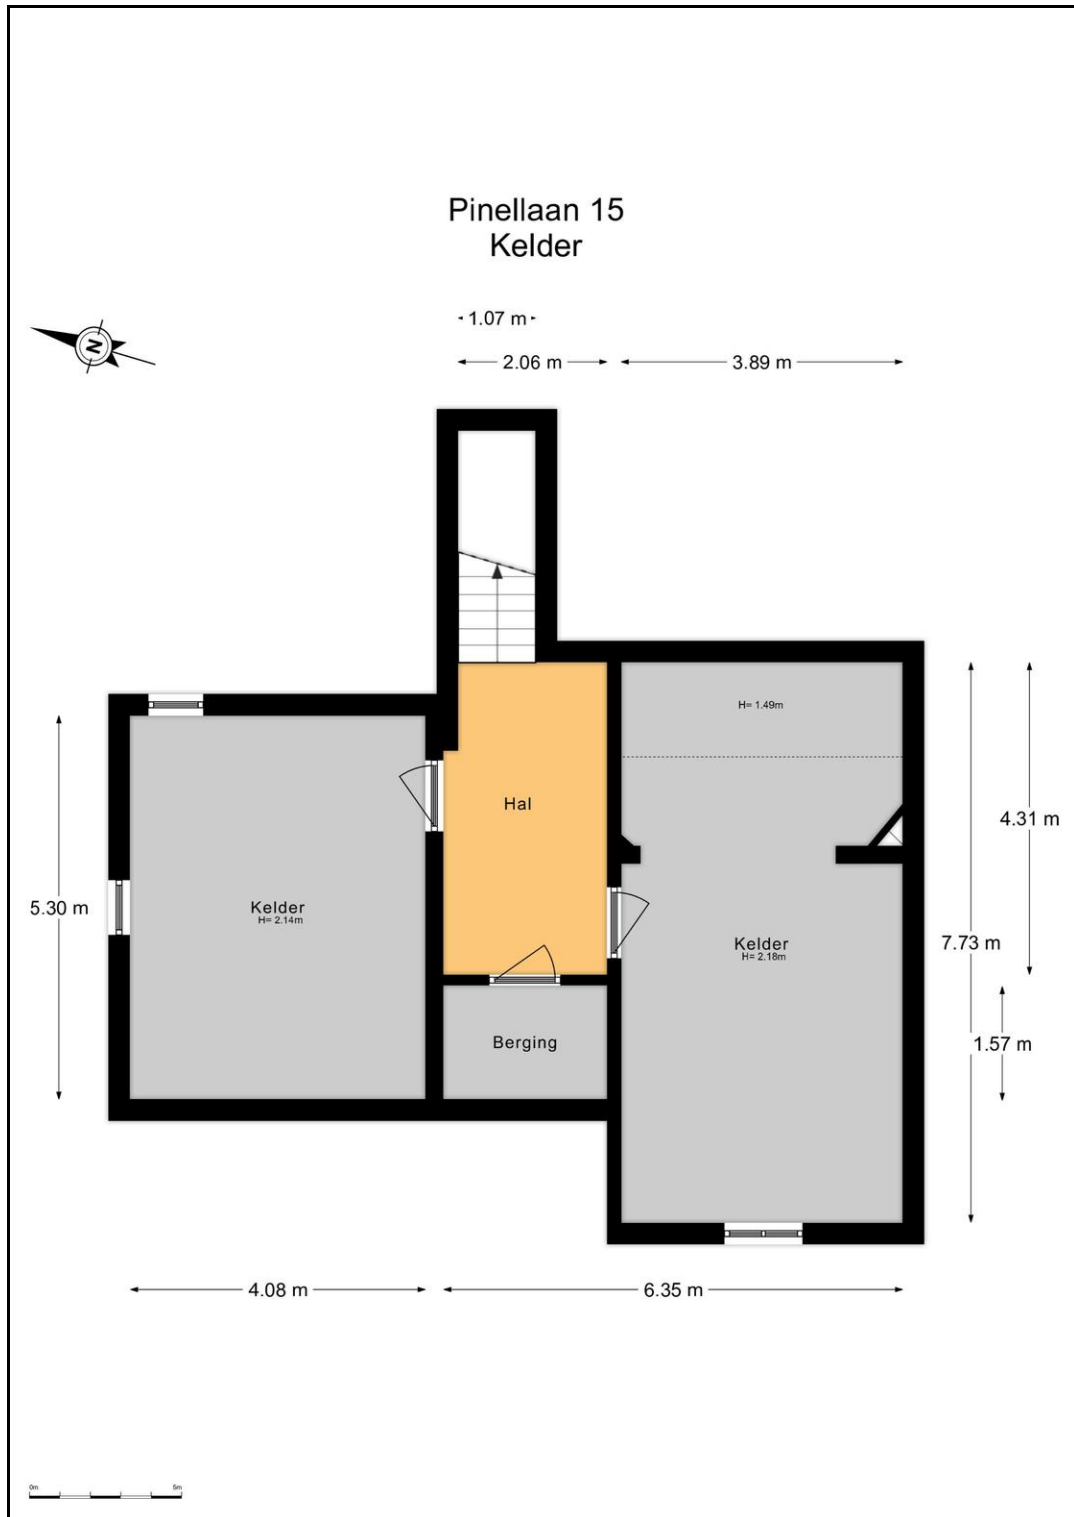 Pinellaan 15
Kelder
1.07 m
2.06 m
3.89 m
N
H= 1.49m
Hal
4.31 m
5.30 m
Kelder
H= 2.14m
Kelder
H= 2.18m
7.73 m
Berging
1.57 m
4.08 m
6.35 m
0m
5m